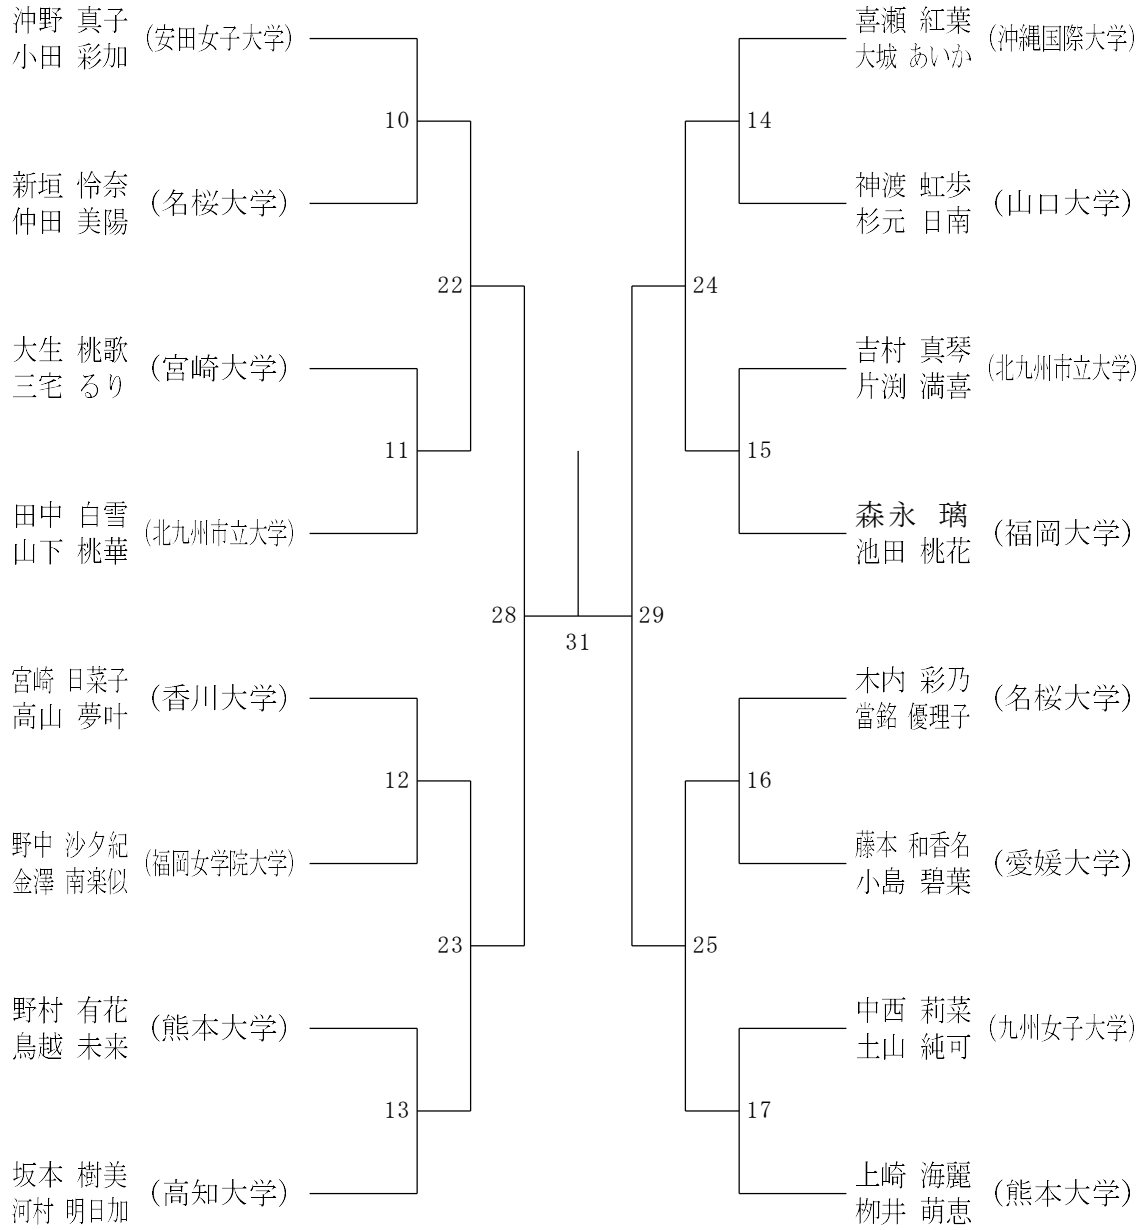 沖野 真子
小田 彩加
(安田女子大学)
10
新垣 怜奈
仲田 美陽
(名桜大学)
22
大生 桃歌
三宅 るり
(宮崎大学)
11
田中 白雪
山下 桃華
(北九州市立大学)
28
宮崎 日菜子
高山 夢叶
(香川大学)
12
野中 沙夕紀
金澤 南楽似
(福岡女学院大学)
23
野村 有花
鳥越 未来
(熊本大学)
13
坂本 樹美
河村 明日加
(高知大学)
31
喜瀬 紅葉
大城 あいか
(沖縄国際大学)
14
神渡 虹歩
杉元 日南
(山口大学)
24
吉村 真琴
片渕 満喜
(北九州市立大学)
15
森永 璃
池田 桃花
(福岡大学)
29
木内 彩乃
當銘 優理子
(名桜大学)
16
藤本 和香名
小島 碧葉
(愛媛大学)
25
中西 莉菜
土山 純可
(九州女子大学)
17
上崎 海麗
栁井 萌恵
(熊本大学)